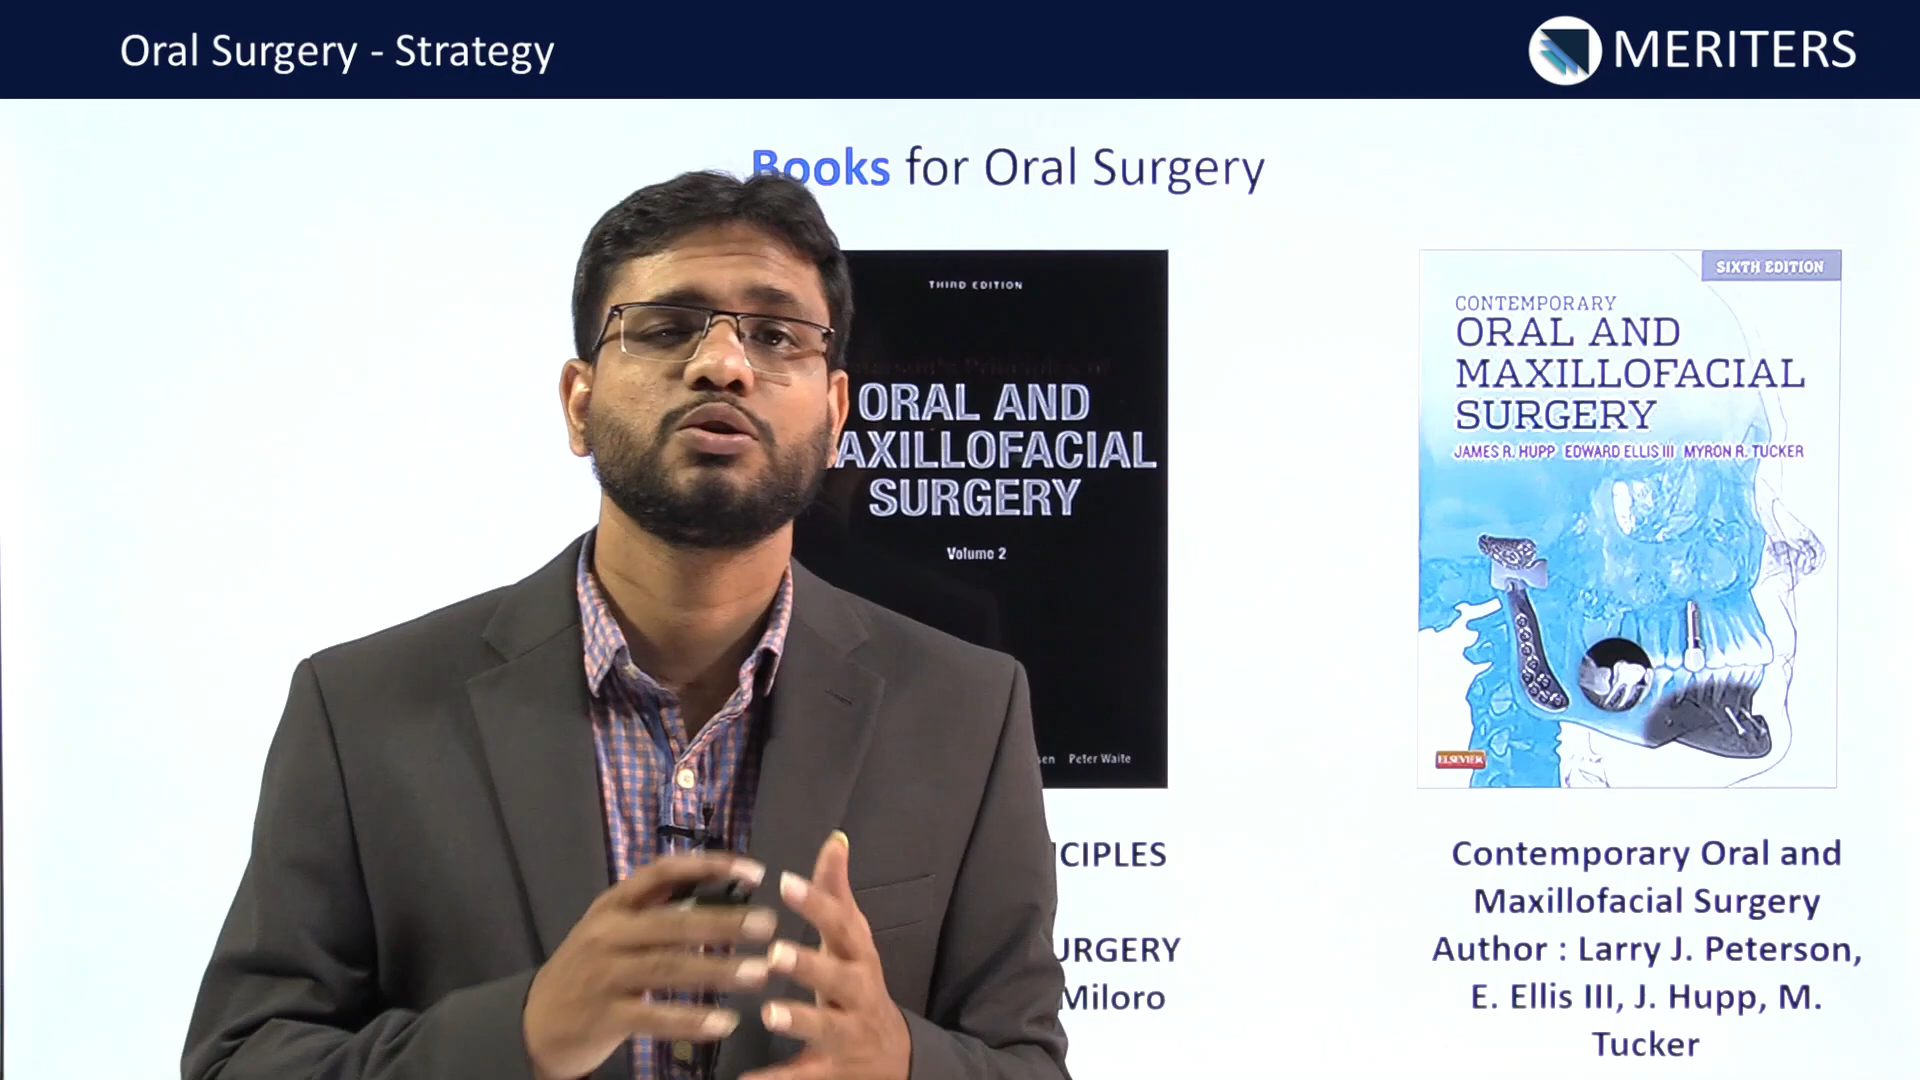 Oral Surgery - Strategy
MERITERS
Books for Oral Surgery
THIRD EDITION
Principles of
ORAL AND
AXILLOFACIAL
SURGERY
Volume 2
Peter Waite
CIPLES
URGERY
Miloro
SIXTH EDITION
CONTEMPORARY
ORAL AND
MAXILLOFACIAL
SURGERY
JAMES R. HUPP EDWARD ELLIS III MYRON R. TUCKER
ELSEVIER
Contemporary Oral and
Maxillofacial Surgery
Author : Larry J. Peterson,
E. Ellis III, J. Hupp, M.
Tucker